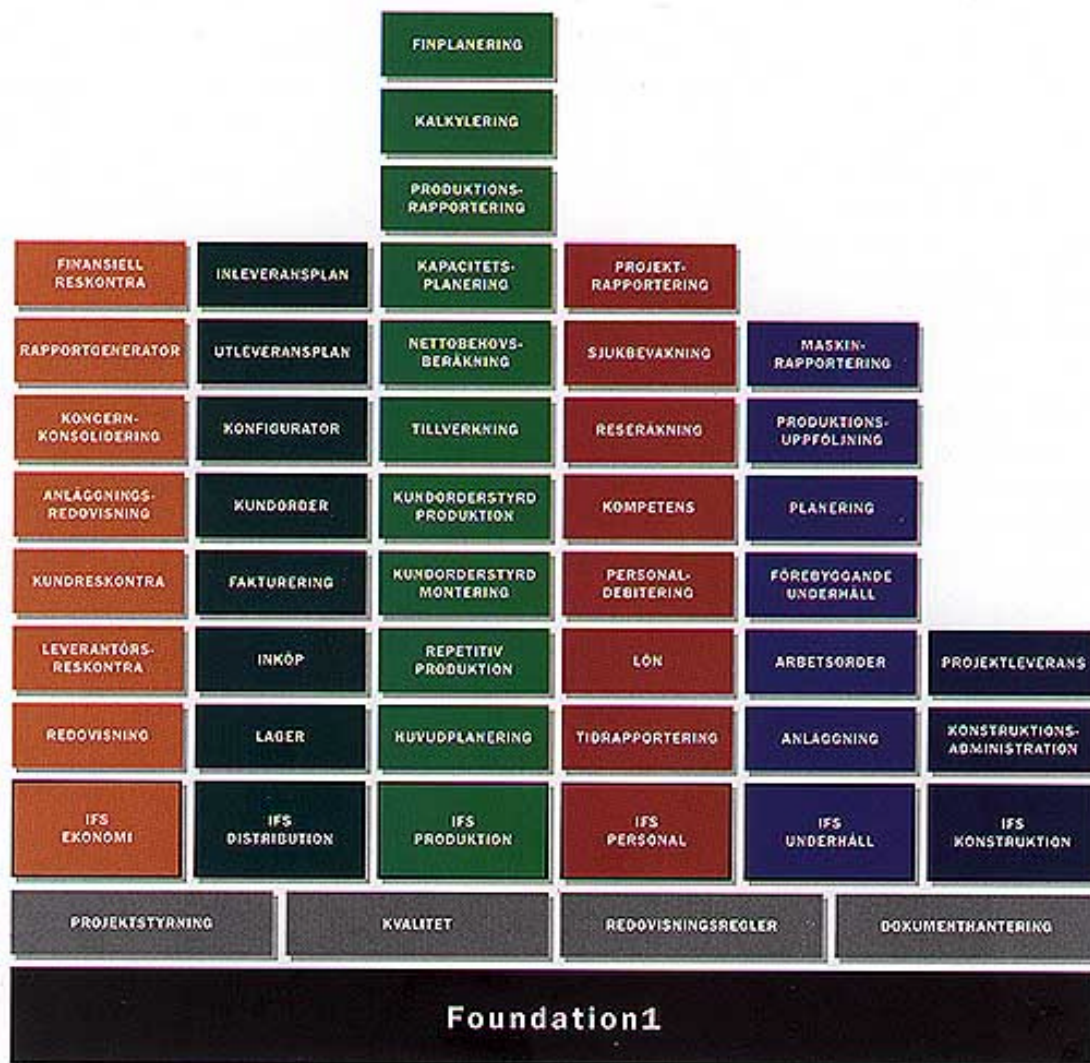 FINANSIELL
RESKONTRA
RAPPORTGENERATOR
KONCERN-
KONSOLIDERING
ANLÄGGNINGS-
REDOVISNING
KUNDRESKONTRA
LEVERANTÖRS-
RESKONTRA
REDOVISNING
IFS
EKONOMI
INLEVERANSPLAN
UTLEVERANSPLAN
KONFIGURATOR
KUNDORDER
FAKTURERING
INKÖP
LAGER
IFS
DISTRIBUTION
FINPLANERING
KALKYLERING
PRODUKTIONS-
RAPPORTERING
KAPACITETS-
PLANERING
NETTOBEHOVS-
BERÄKNING
TILLVERKNING
KUNDORDERSTYRD
PRODUKTION
KUNDORDERSTYRD
MONTERING
REPETITIV
PRODUKTION
HUVUDPLANERING
IFS
PRODUKTION
PROJEKT-
RAPPORTERING
SJUKBEVAKNING
RESERÄKNING
KOMPETENS
PERSONAL-
DEBITERING
LÖN
TIDRAPPORTERING
IFS
PERSONAL
MASKIN-
RAPPORTERING
PRODUKTIONS-
UPPFÖLJNING
PLANERING
FÖREBYGGANDE
UNDERHÅLL
ARBETSORDER
ANLÄGGNING
IFS
UNDERHÅLL
PROJEKTLEVERANS
KONSTRUKTIONS-
ADMINISTRATION
IFS
KONSTRUKTION
PROJEKTSTYRNING
KVALITET
REDOVISNINGSREGLER
DOKUMENTHANTERING
Foundation1